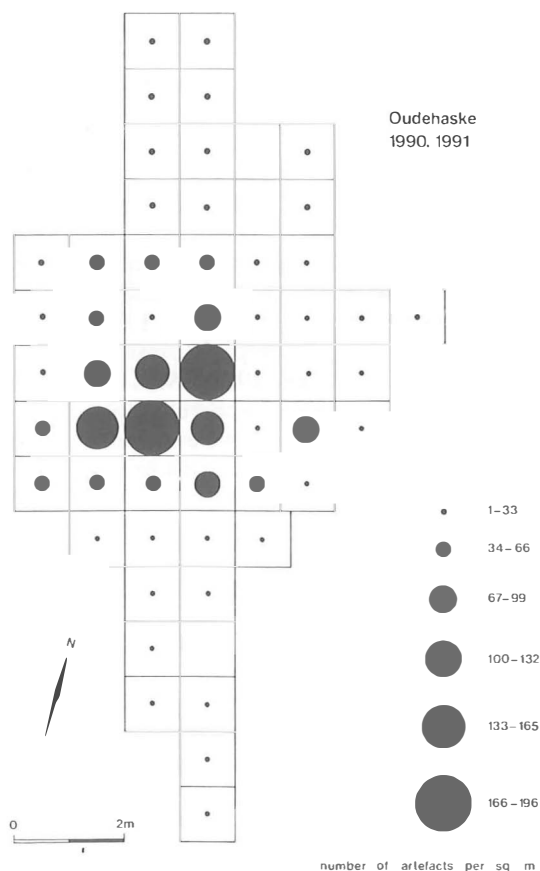 Oudehaske
1990, 1991
1–33
34–66
67–99
100–132
133–165
166–196
N
0 2m
number of artefacts per sq m